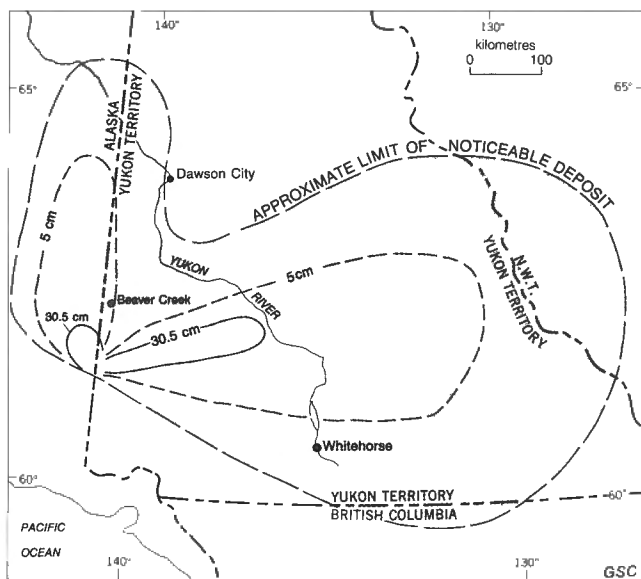 140°
130°
kilometres
0 100
65°
65°
ALASKA
YUKON TERRITORY
Dawson City
APPROXIMATE LIMIT OF NOTICEABLE DEPOSIT
5 cm
YUKON
RIVER
5cm
N.W.T.
YUKON TERRITORY
Beaver Creek
30.5 cm
30.5 cm
Whitehorse
60°
60°
YUKON TERRITORY
BRITISH COLUMBIA
PACIFIC
OCEAN
140°
130°
GSC